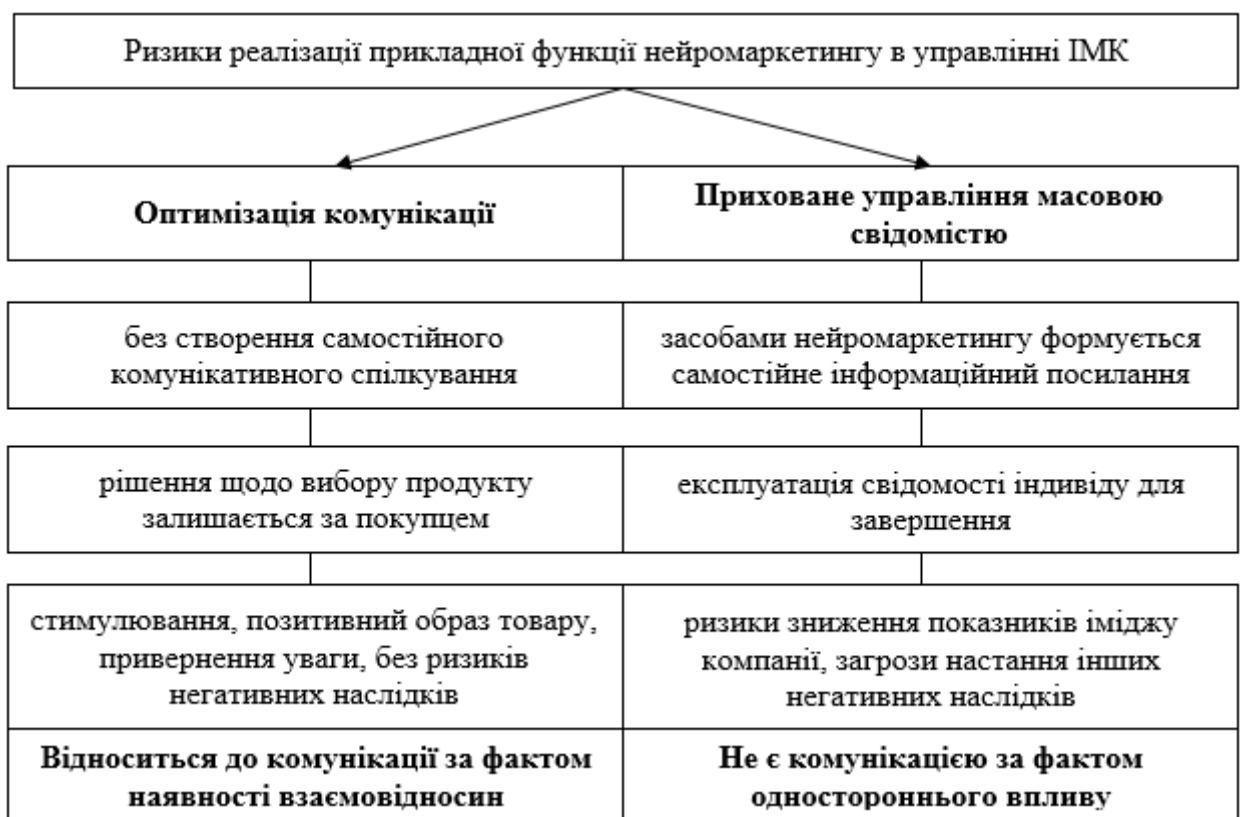 Ризики реалізації прикладної функції нейромаркетингу в управлінні ІМК
Оптимізація комунікації
Приховане управління масовою
свідомістю
без створення самостійного
комунікативного спілкування
засобами нейромаркетингу формується
самостійне інформаційний посилання
рішення щодо вибору продукту
залишається за покупцем
експлуатація свідомості індивіду для
завершення
стимулювання, позитивний образ товару,
привернення уваги, без ризиків
негативних наслідків
ризики зниження показників іміджу
компанії, загрози настання інших
негативних наслідків
Відноситься до комунікації за фактом
наявності взаємовідносин
Не є комунікацією за фактом
одностороннього впливу